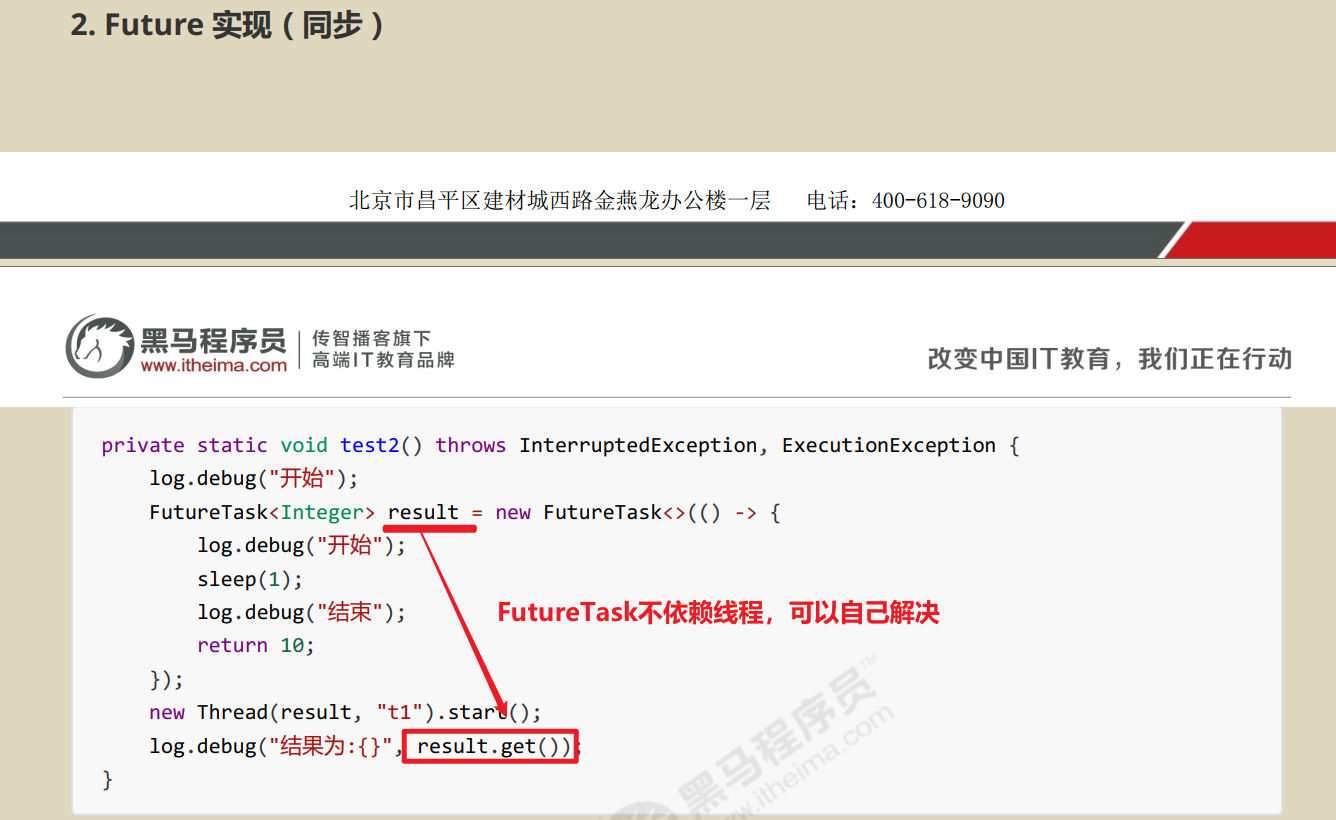 2. Future 实现（同步）
北京市昌平区建材城西路金燕龙办公楼一层 电话：400-618-9090
黑马程序员
www.itheima.com
传智播客旗下
高端IT教育品牌
改变中国IT教育，我们正在行动
private static void test2() throws InterruptedException, ExecutionException {
log.debug("开始");
FutureTask<Integer> result = new FutureTask<>(() -> {
log.debug("开始");
sleep(1);
log.debug("结束");
FutureTask不依赖线程，可以自己解决
return 10;
});
new Thread(result, "t1").start();
log.debug("结果为:{}", result.get());
}
黑马程序员™
www.itheima.com